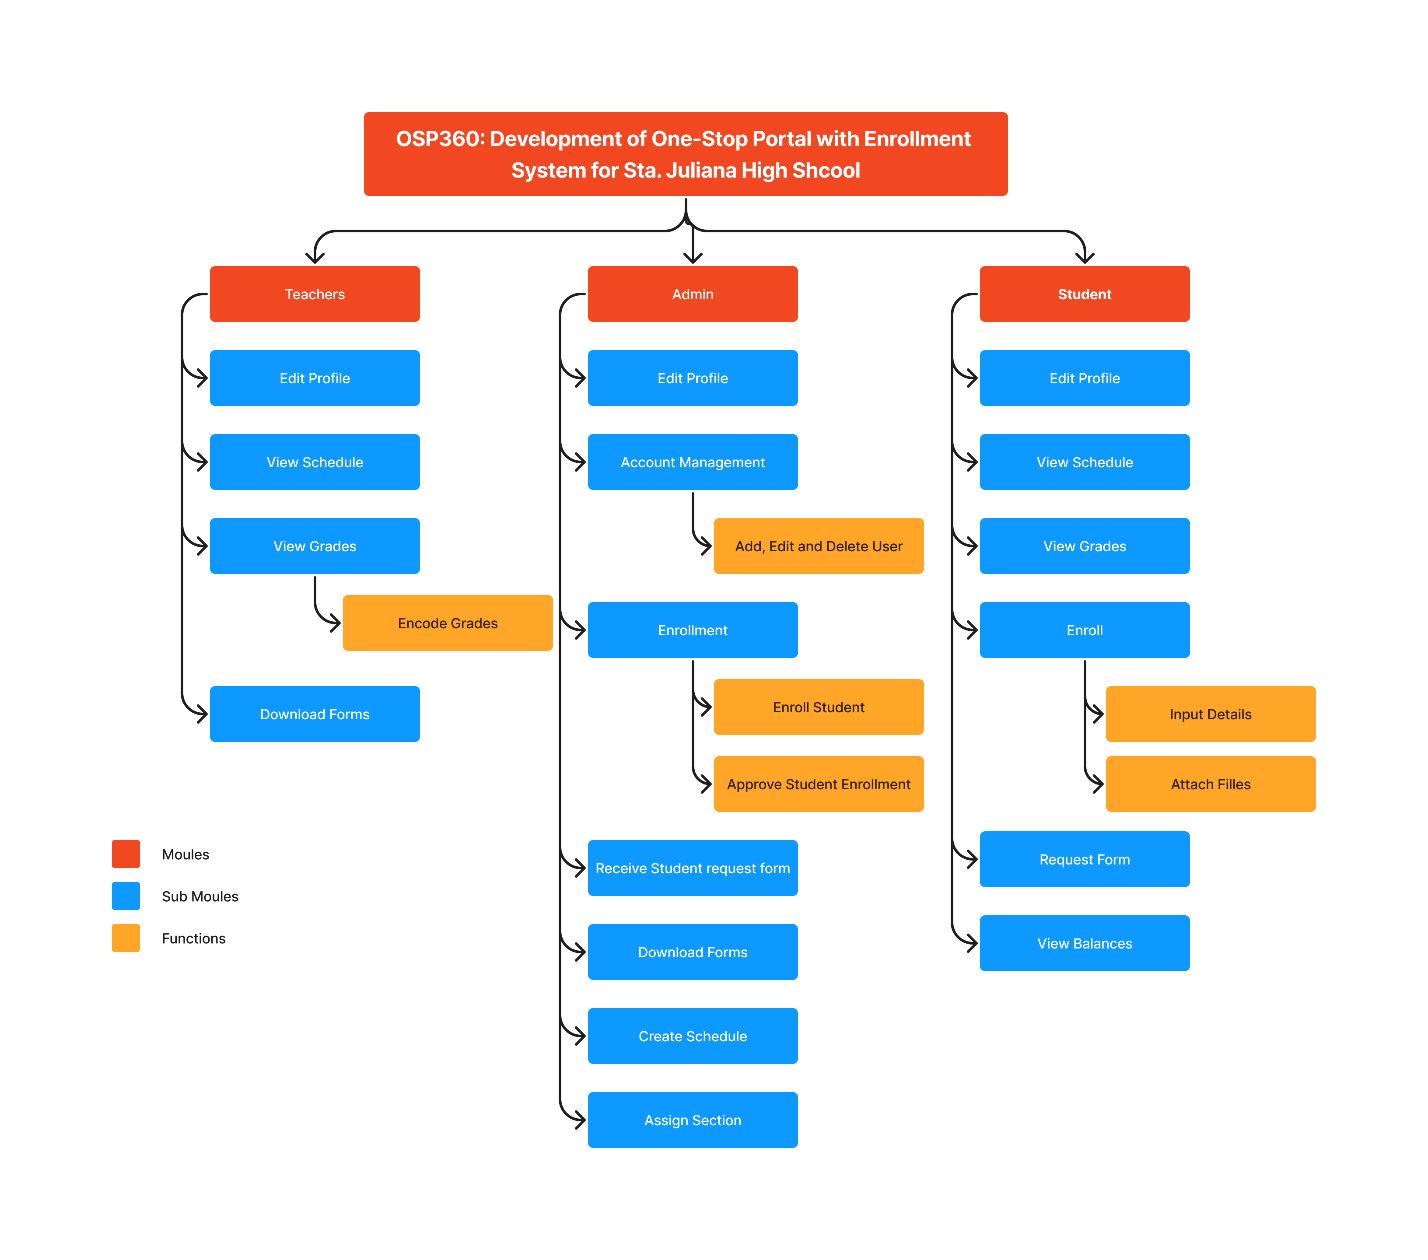 OSP360: Development of One-Stop Portal with Enrollment
System for Sta. Juliana High Shcool
Teachers
Edit Profile
View Schedule
View Grades
Encode Grades
Download Forms
Admin
Edit Profile
Account Management
Add, Edit and Delete User
Enrollment
Enroll Student
Approve Student Enrollment
Receive Student request form
Download Forms
Create Schedule
Assign Section
Student
Edit Profile
View Schedule
View Grades
Enroll
Input Details
Attach Filles
Request Form
View Balances
Moules
Sub Moules
Functions